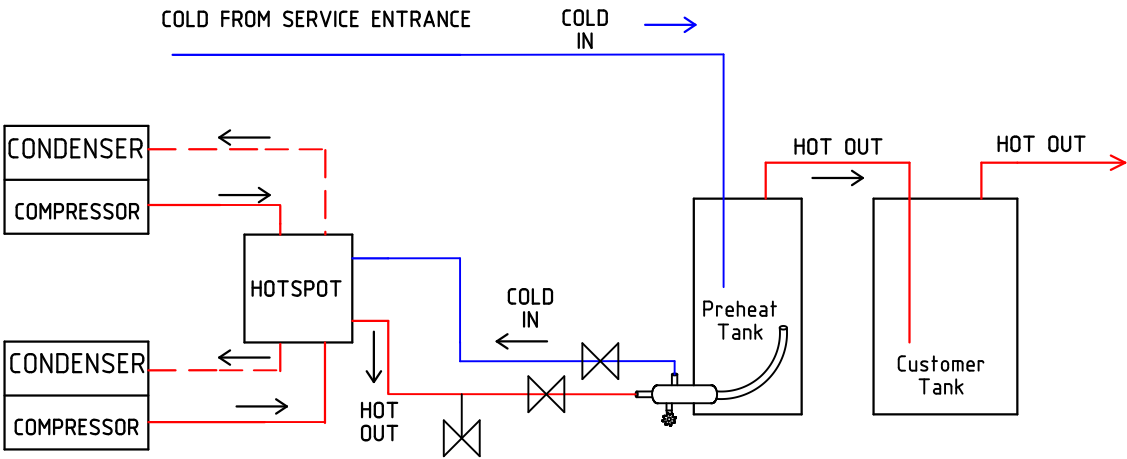 COLD FROM SERVICE ENTRANCE
COLD
IN
CONDENSER
COMPRESSOR
HOT OUT
HOT OUT
HOTSPOT
COLD
IN
Preheat
Tank
CONDENSER
COMPRESSOR
HOT
OUT
Customer
Tank